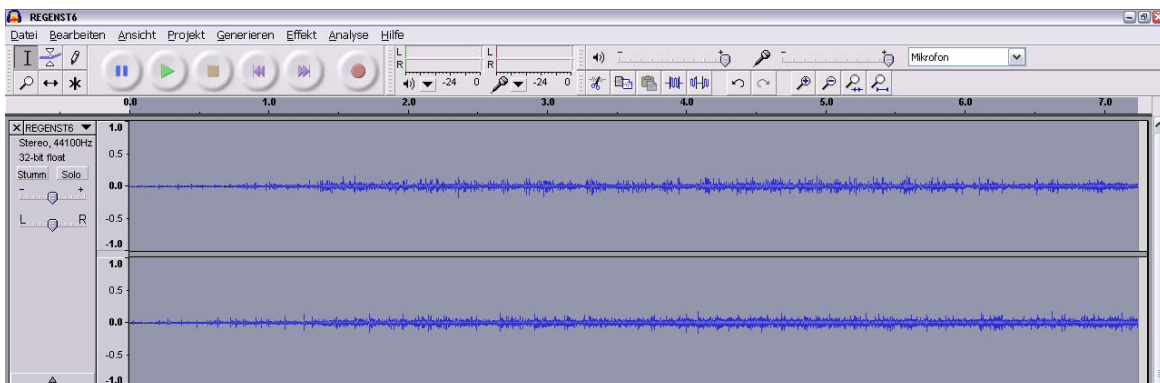 REGENST6
Datei Bearbeiten Ansicht Projekt Generieren Effekt Analyse Hilfe
L
R
-24 0
L
R
-24 0
- +
- +
Mikrofon
0.0 1.0 2.0 3.0 4.0 5.0 6.0 7.0
X REGENST6
Stereo, 44100Hz
32-bit float
Stumm Solo
- +
L R
1.0
0.5
0.0
-0.5
-1.0
1.0
0.5
0.0
-0.5
-1.0